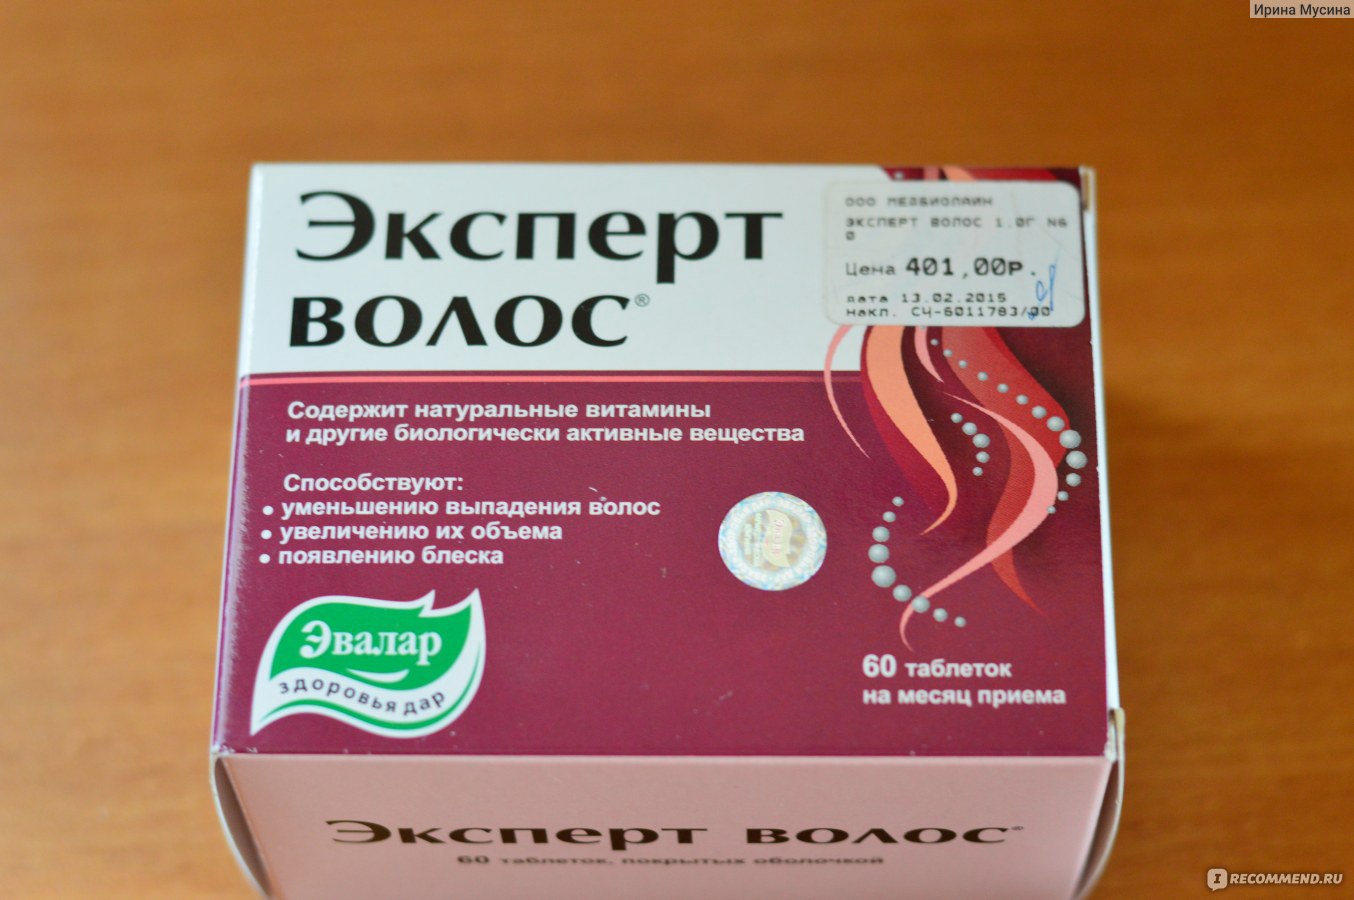 Ирина Мусина
Эксперт
волос®
ООО МЕДБИОЛАЙН
ЭКСПЕРТ ВОЛОС 1.0Г N6
0
Цена 401,00Р.
дата 13.02.2015
накл. СЧ-6011783/00
Содержит натуральные витамины
и другие биологически активные вещества
Способствуют:
• уменьшению выпадения волос
• увеличению их объема
• появлению блеска
Эвалар
здоровья дар
60 таблеток
на месяц приема
Эксперт волос®
60 таблеток, покрытых оболочкой
IRECOMMEND.RU